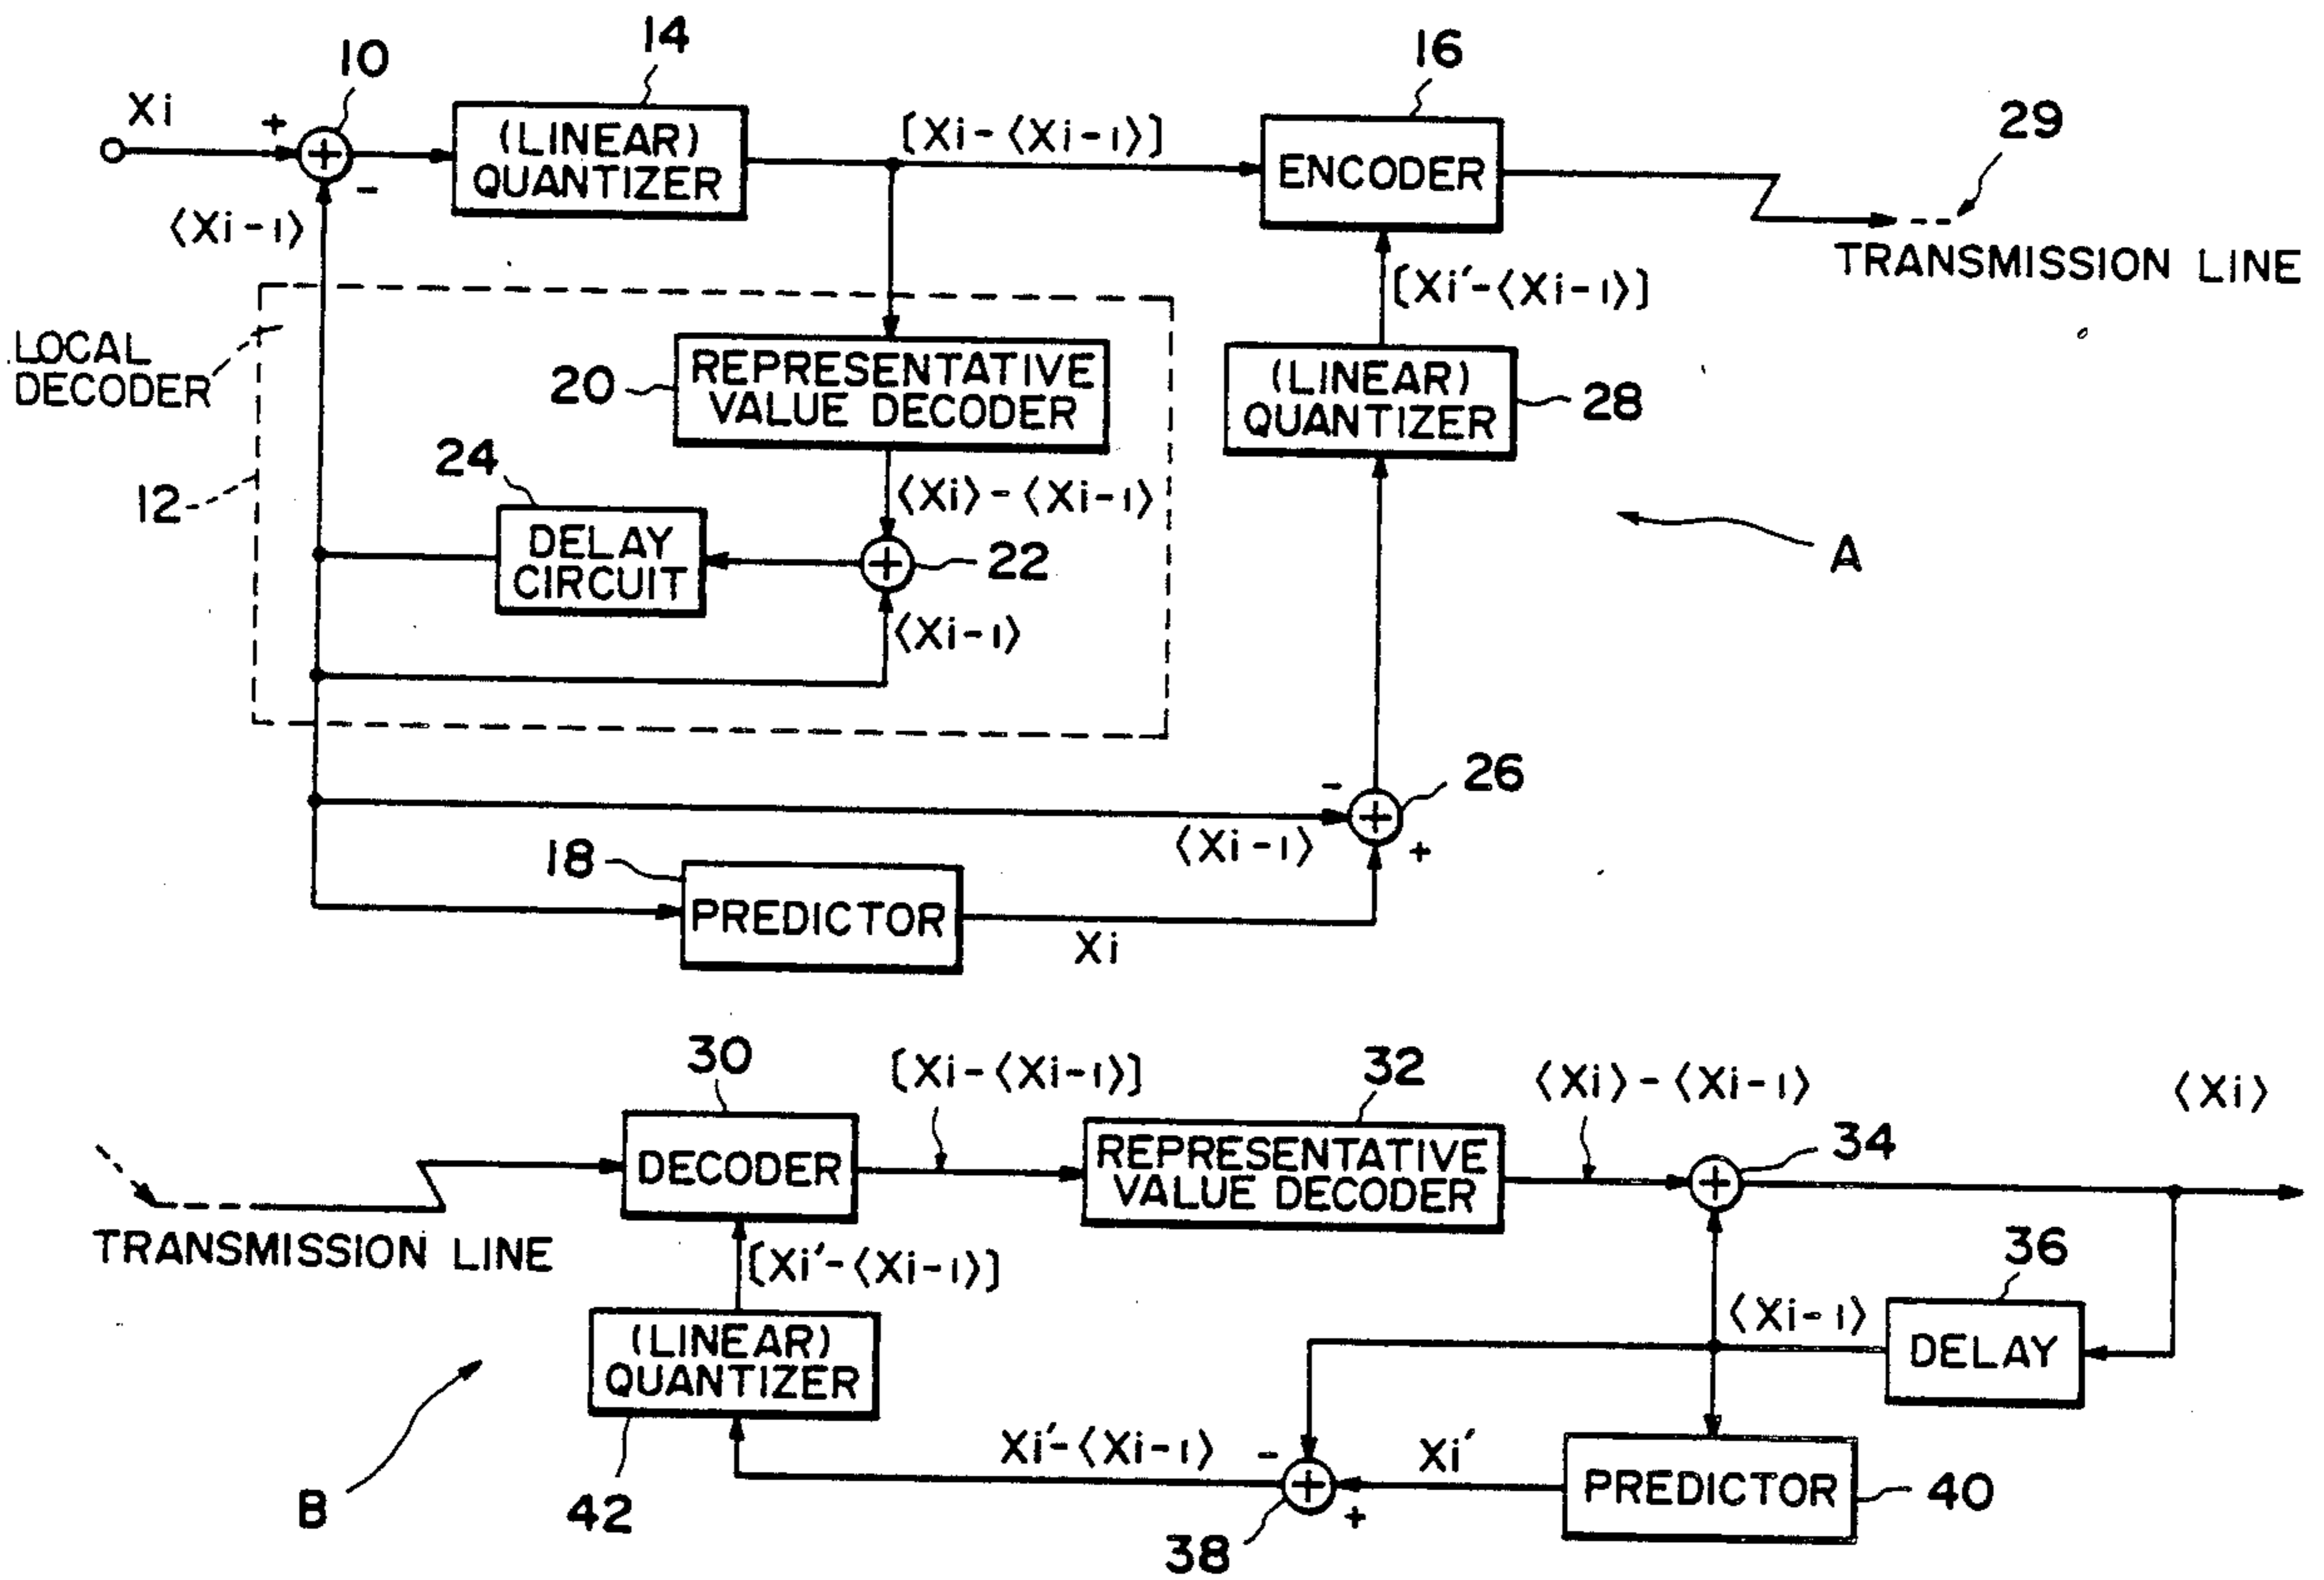 10
14
16
29
Xi
+
-
(LINEAR)
QUANTIZER
[Xi-⟨Xi-1⟩]
ENCODER
TRANSMISSION LINE
⟨Xi-1⟩
[Xi′-⟨Xi-1⟩]
LOCAL
DECODER
20
REPRESENTATIVE
VALUE DECODER
(LINEAR)
QUANTIZER
28
24
12
⟨Xi⟩-⟨Xi-1⟩
DELAY
CIRCUIT
22
A
⟨Xi-1⟩
-
26
⟨Xi-1⟩
+
18
PREDICTOR
Xi
30
[Xi-⟨Xi-1⟩]
32
⟨Xi⟩-⟨Xi-1⟩
⟨Xi⟩
DECODER
REPRESENTATIVE
VALUE DECODER
34
TRANSMISSION LINE
[Xi′-⟨Xi-1⟩]
36
(LINEAR)
QUANTIZER
⟨Xi-1⟩
DELAY
Xi′-⟨Xi-1⟩
-
Xi′
PREDICTOR
40
B
42
+
38